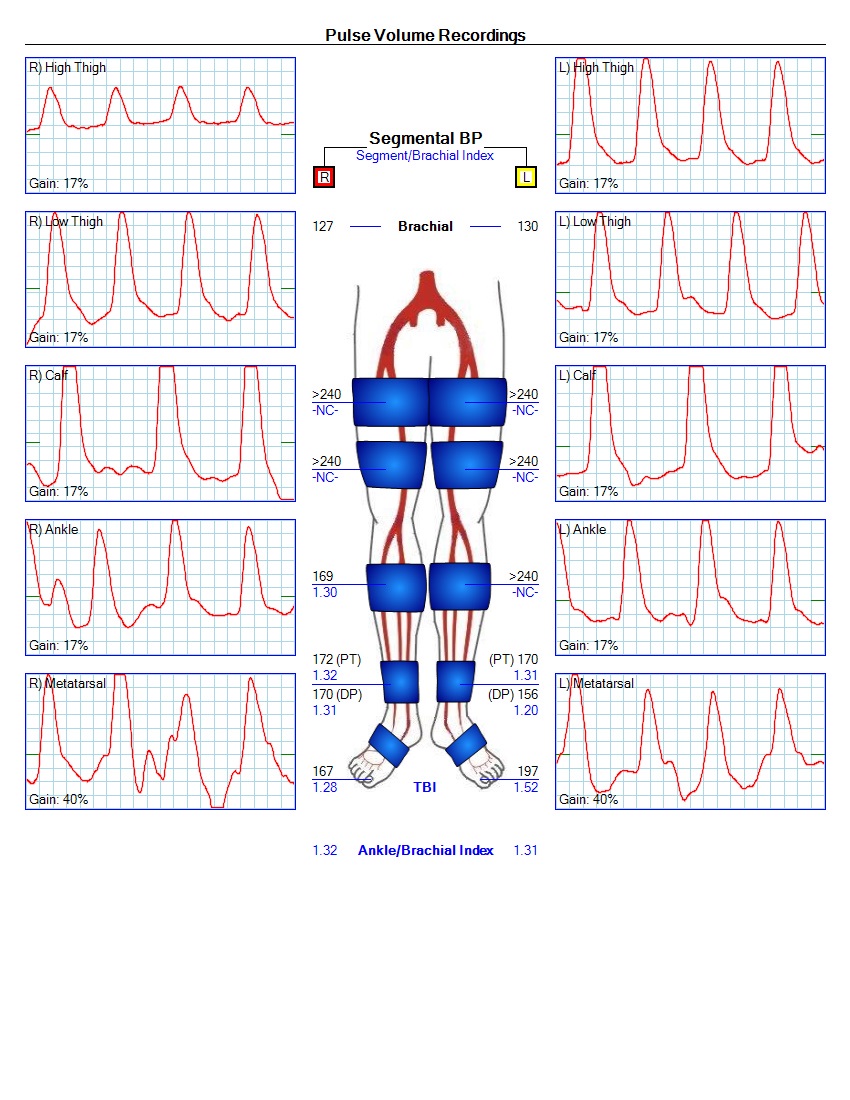 Pulse Volume Recordings
R) High Thigh
Gain: 17%
R) Low Thigh
Gain: 17%
R) Calf
Gain: 17%
R) Ankle
Gain: 17%
R) Metatarsal
Gain: 40%
Segmental BP
Segment/Brachial Index
R L
127 Brachial 130
>240 >240
-NC- -NC-
>240 >240
-NC- -NC-
169 >240
1.30 -NC-
172 (PT) (PT) 170
1.32 1.31
170 (DP) (DP) 156
1.31 1.20
167 197
1.28 TBI 1.52
1.32 Ankle/Brachial Index 1.31
L) High Thigh
Gain: 17%
L) Low Thigh
Gain: 17%
L) Calf
Gain: 17%
L) Ankle
Gain: 17%
L) Metatarsal
Gain: 40%